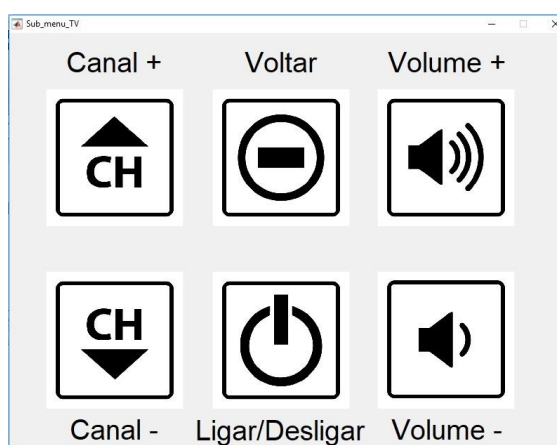 Sub_menu_TV
Canal + Voltar Volume +
CH
CH
Canal - Ligar/Desligar Volume -